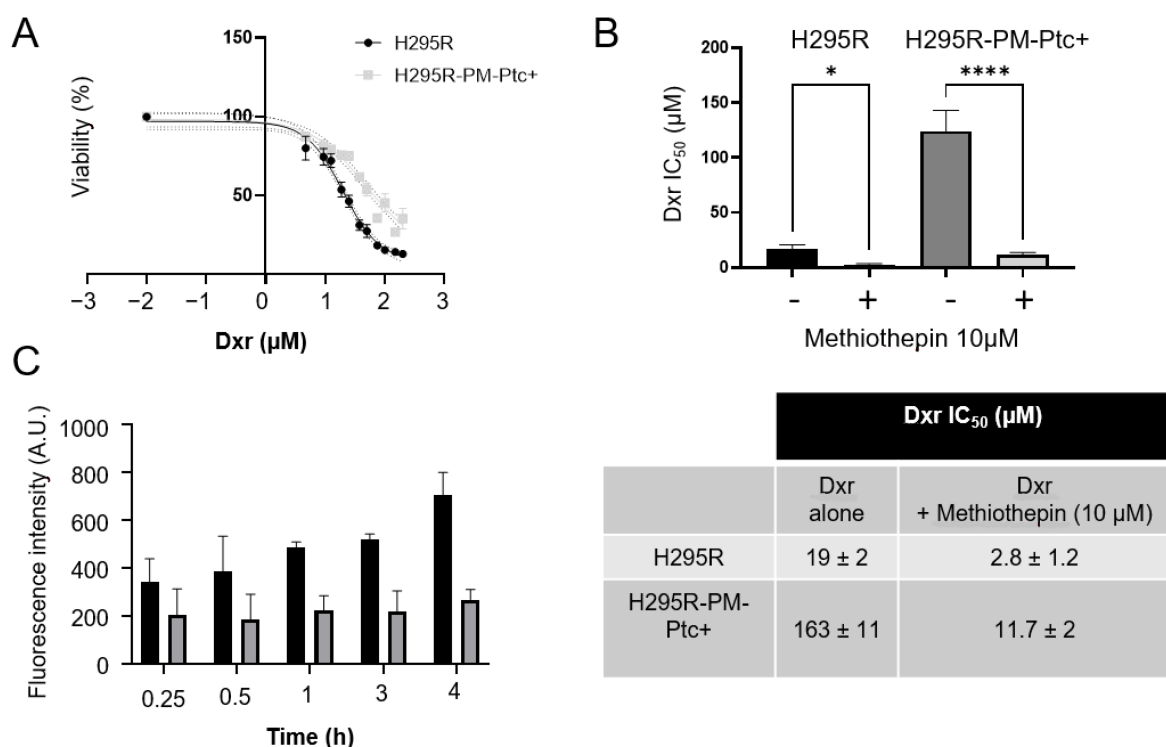 A
150
100
50
−3
−2
−1
0
1
2
3
Viability (%)
Dxr (µM)
H295R
H295R-PM-Ptc+
B
H295R
H295R-PM-Ptc+
*
****
200
150
100
50
0
Dxr IC₅₀ (µM)
-
+
-
+
Methiothepin 10µM
C
1000
800
600
400
200
0
Fluorescence intensity (A.U.)
0.25
0.5
1
3
4
Time (h)
Dxr IC₅₀ (µM)
Dxr
alone
Dxr
+ Methiothepin (10 µM)
H295R
19 ± 2
2.8 ± 1.2
H295R-PM-
Ptc+
163 ± 11
11.7 ± 2